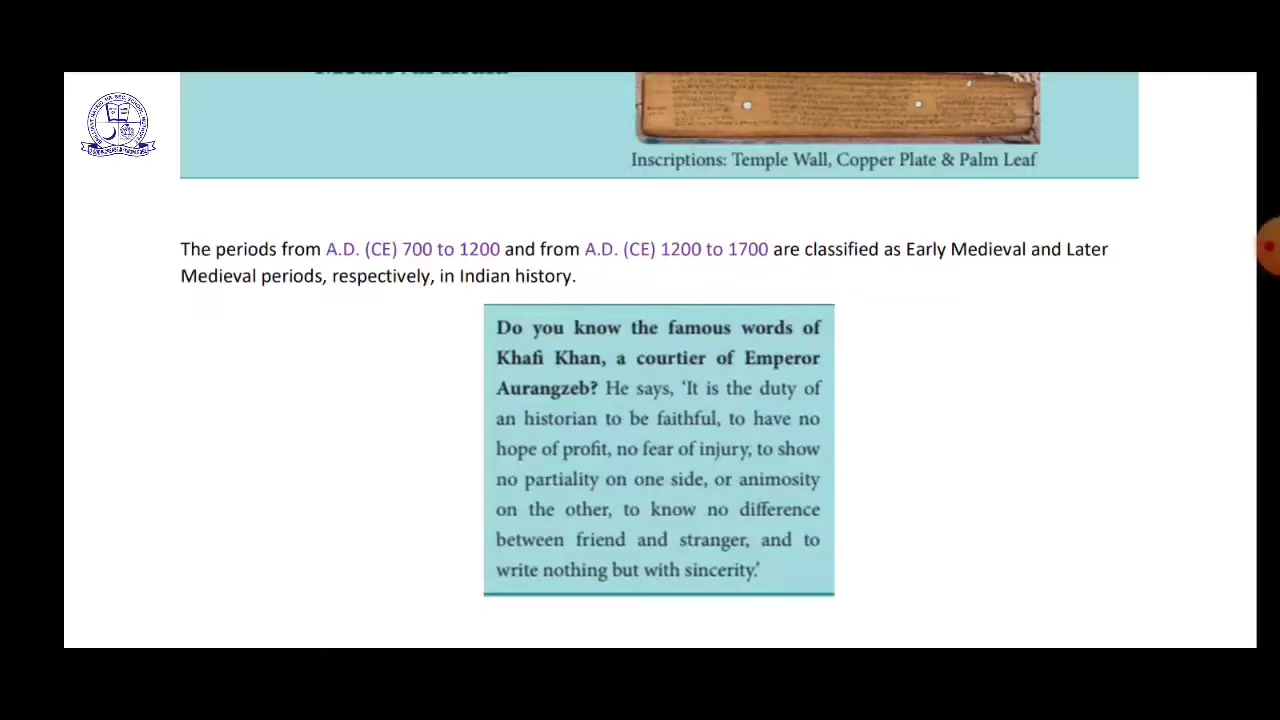 Medieval India
Inscriptions: Temple Wall, Copper Plate & Palm Leaf
The periods from A.D. (CE) 700 to 1200 and from A.D. (CE) 1200 to 1700 are classified as Early Medieval and Later
Medieval periods, respectively, in Indian history.
Do you know the famous words of
Khafi Khan, a courtier of Emperor
Aurangzeb? He says, ‘It is the duty of
an historian to be faithful, to have no
hope of profit, no fear of injury, to show
no partiality on one side, or animosity
on the other, to know no difference
between friend and stranger, and to
write nothing but with sincerity.’